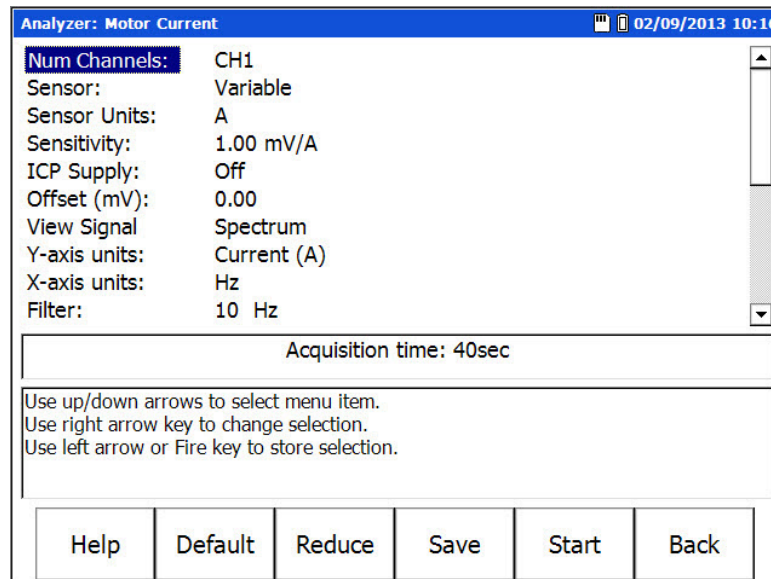 Analyzer: Motor Current 02/09/2013 10:16
Num Channels: CH1
Sensor: Variable
Sensor Units: A
Sensitivity: 1.00 mV/A
ICP Supply: Off
Offset (mV): 0.00
View Signal Spectrum
Y-axis units: Current (A)
X-axis units: Hz
Filter: 10 Hz
Acquisition time: 40sec
Use up/down arrows to select menu item.
Use right arrow key to change selection.
Use left arrow or Fire key to store selection.
Help Default Reduce Save Start Back